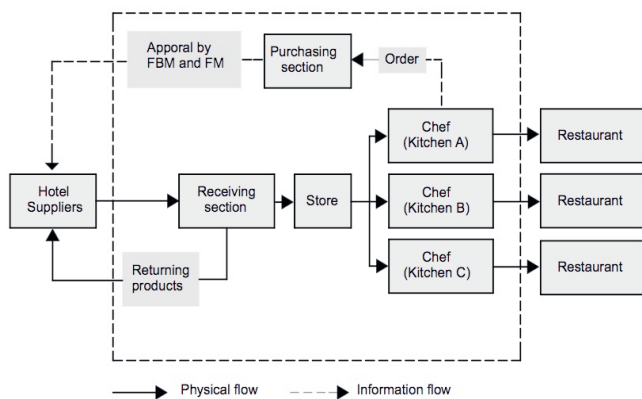 Apporal by
FBM and FM
Purchasing
section
Order
Chef
(Kitchen A)
Restaurant
Hotel
Suppliers
Receiving
section
Store
Chef
(Kitchen B)
Restaurant
Returning
products
Chef
(Kitchen C)
Restaurant
Physical flow
Information flow